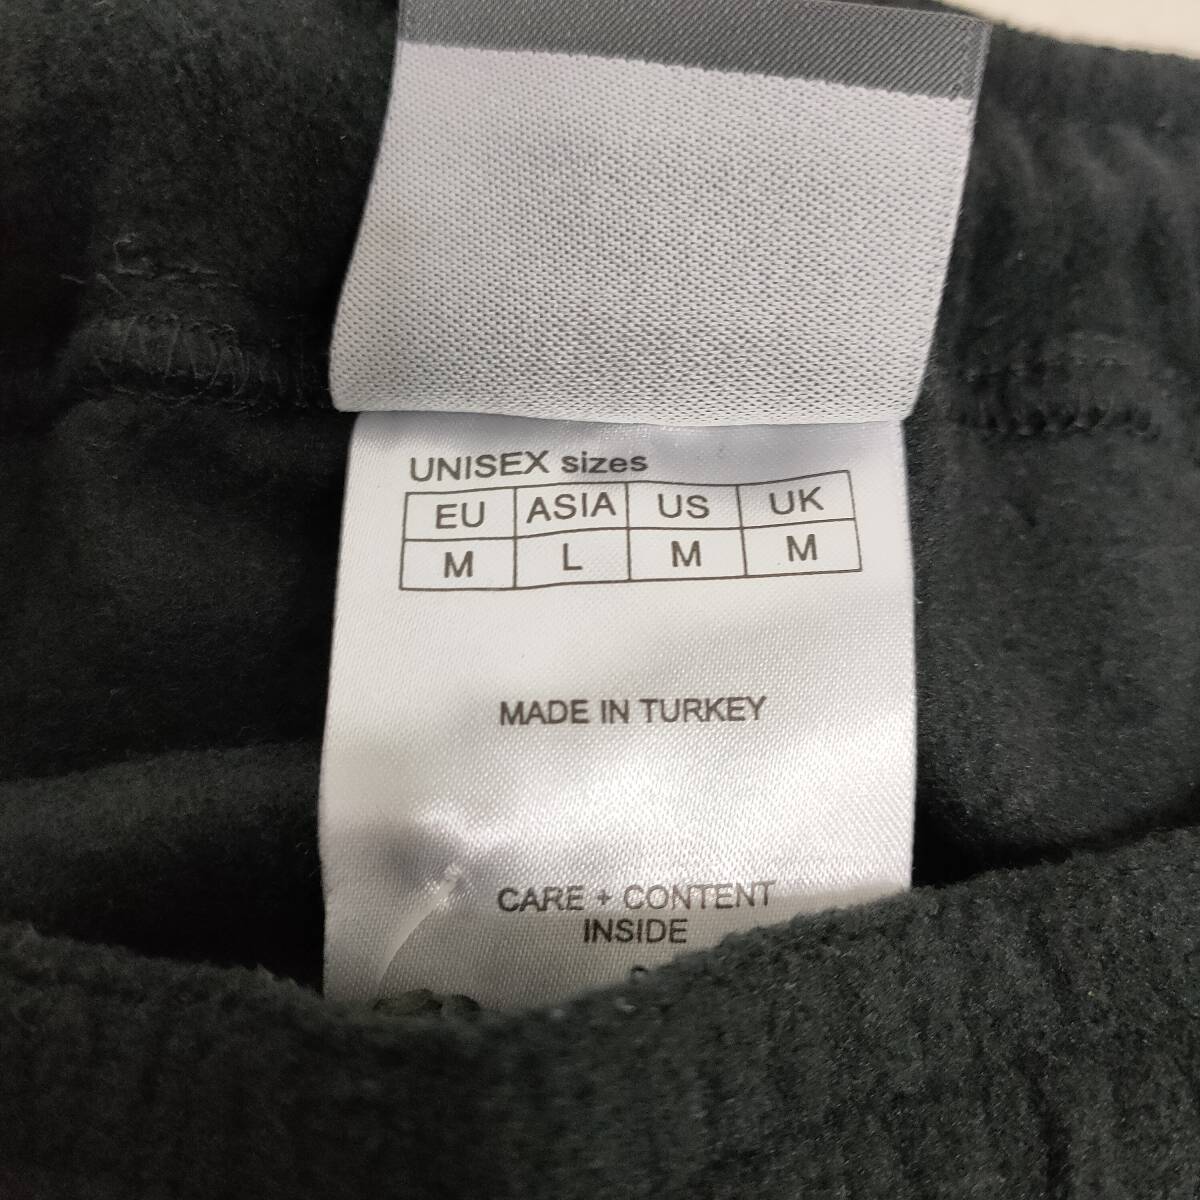 UNISEX sizes
EU ASIA US UK
M L M M
MADE IN TURKEY
CARE + CONTENT
INSIDE